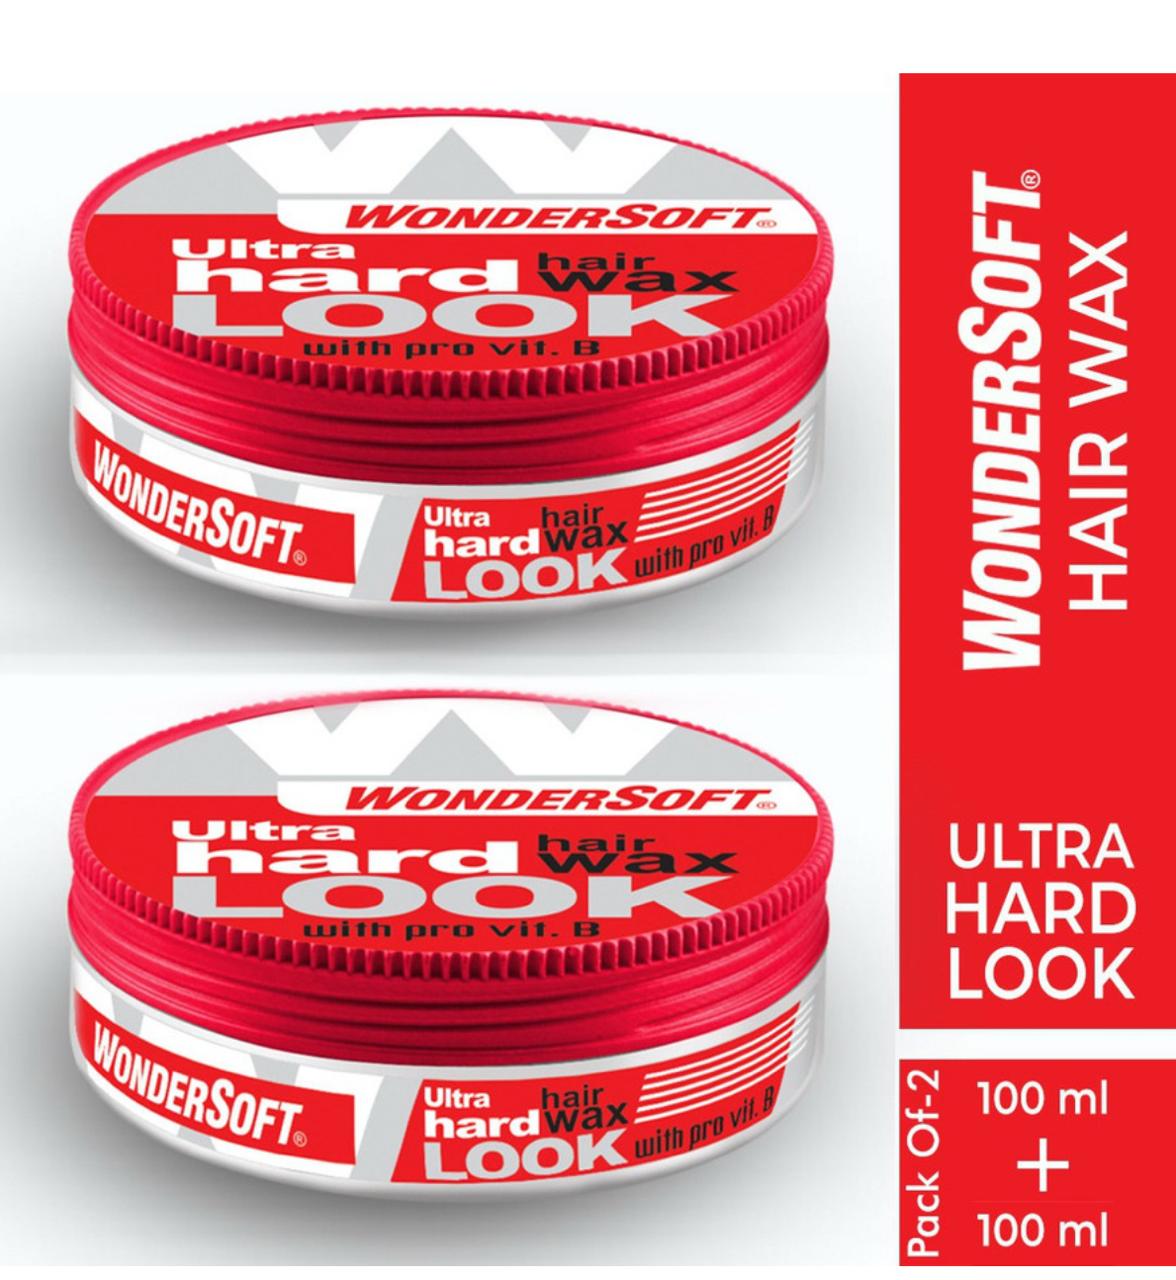 WONDERSOFT®
Ultra
hard hair wax
LOOK
with pro vit. B
WONDERSOFT®
Ultra hair
hard wax
LOOK with pro vit. B
WONDERSOFT®
Ultra
hard hair wax
LOOK
with pro vit. B
WONDERSOFT®
Ultra hair
hard wax
LOOK with pro vit. B
WONDERSOFT®
HAIR WAX
ULTRA
HARD
LOOK
Pack Of-2
100 ml
+
100 ml